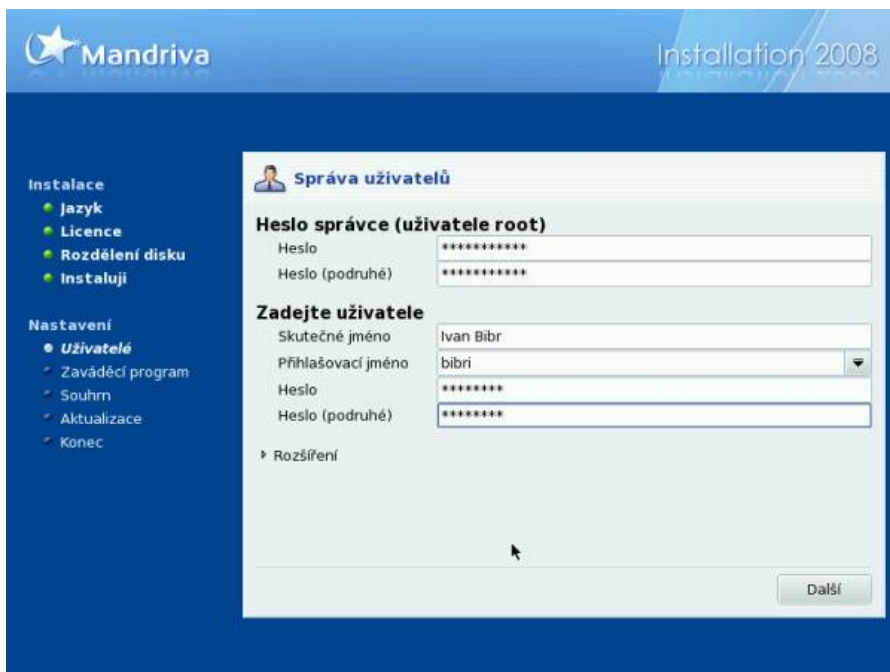 Mandriva
Installation 2008
Instalace
Jazyk
Licence
Rozdělení disku
Instaluji
Nastavení
Uživatelé
Zaváděcí program
Souhrn
Aktualizace
Konec
Správa uživatelů
Heslo správce (uživatele root)
Heslo ***********
Heslo (podruhé) ***********
Zadejte uživatele
Skutečné jméno Ivan Bibr
Přihlašovací jméno bibri
Heslo ********
Heslo (podruhé) ********
Rozšíření
Další